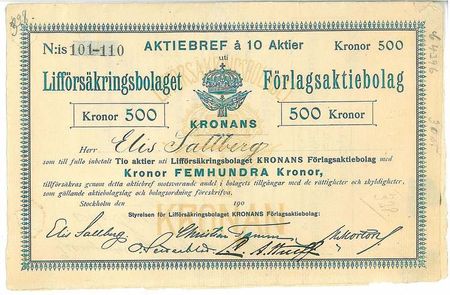 N:is 101-110 AKTIEBREF à 10 Aktier Kronor 500
uti
Lifförsäkringsbolaget Förlagsaktiebolag
Kronor 500 KRONANS 500 Kronor
Herr Elis Sallberg
som till fullo inbetalt Tio aktier uti Lifförsäkringsbolaget KRONANS Förlagsaktiebolag med
Kronor FEMHUNDRA Kronor,
tillförsäkras genom detta aktiebref motsvarande andel i bolagets tillgångar med de rättigheter och skyldigheter,
som gällande aktiebolagslag och bolagsordning föreskrifva.
Stockholm den 190
Styrelsen för Lifförsäkringsbolaget KRONANS Förlagsaktiebolag:
Elis Sallberg. Christian